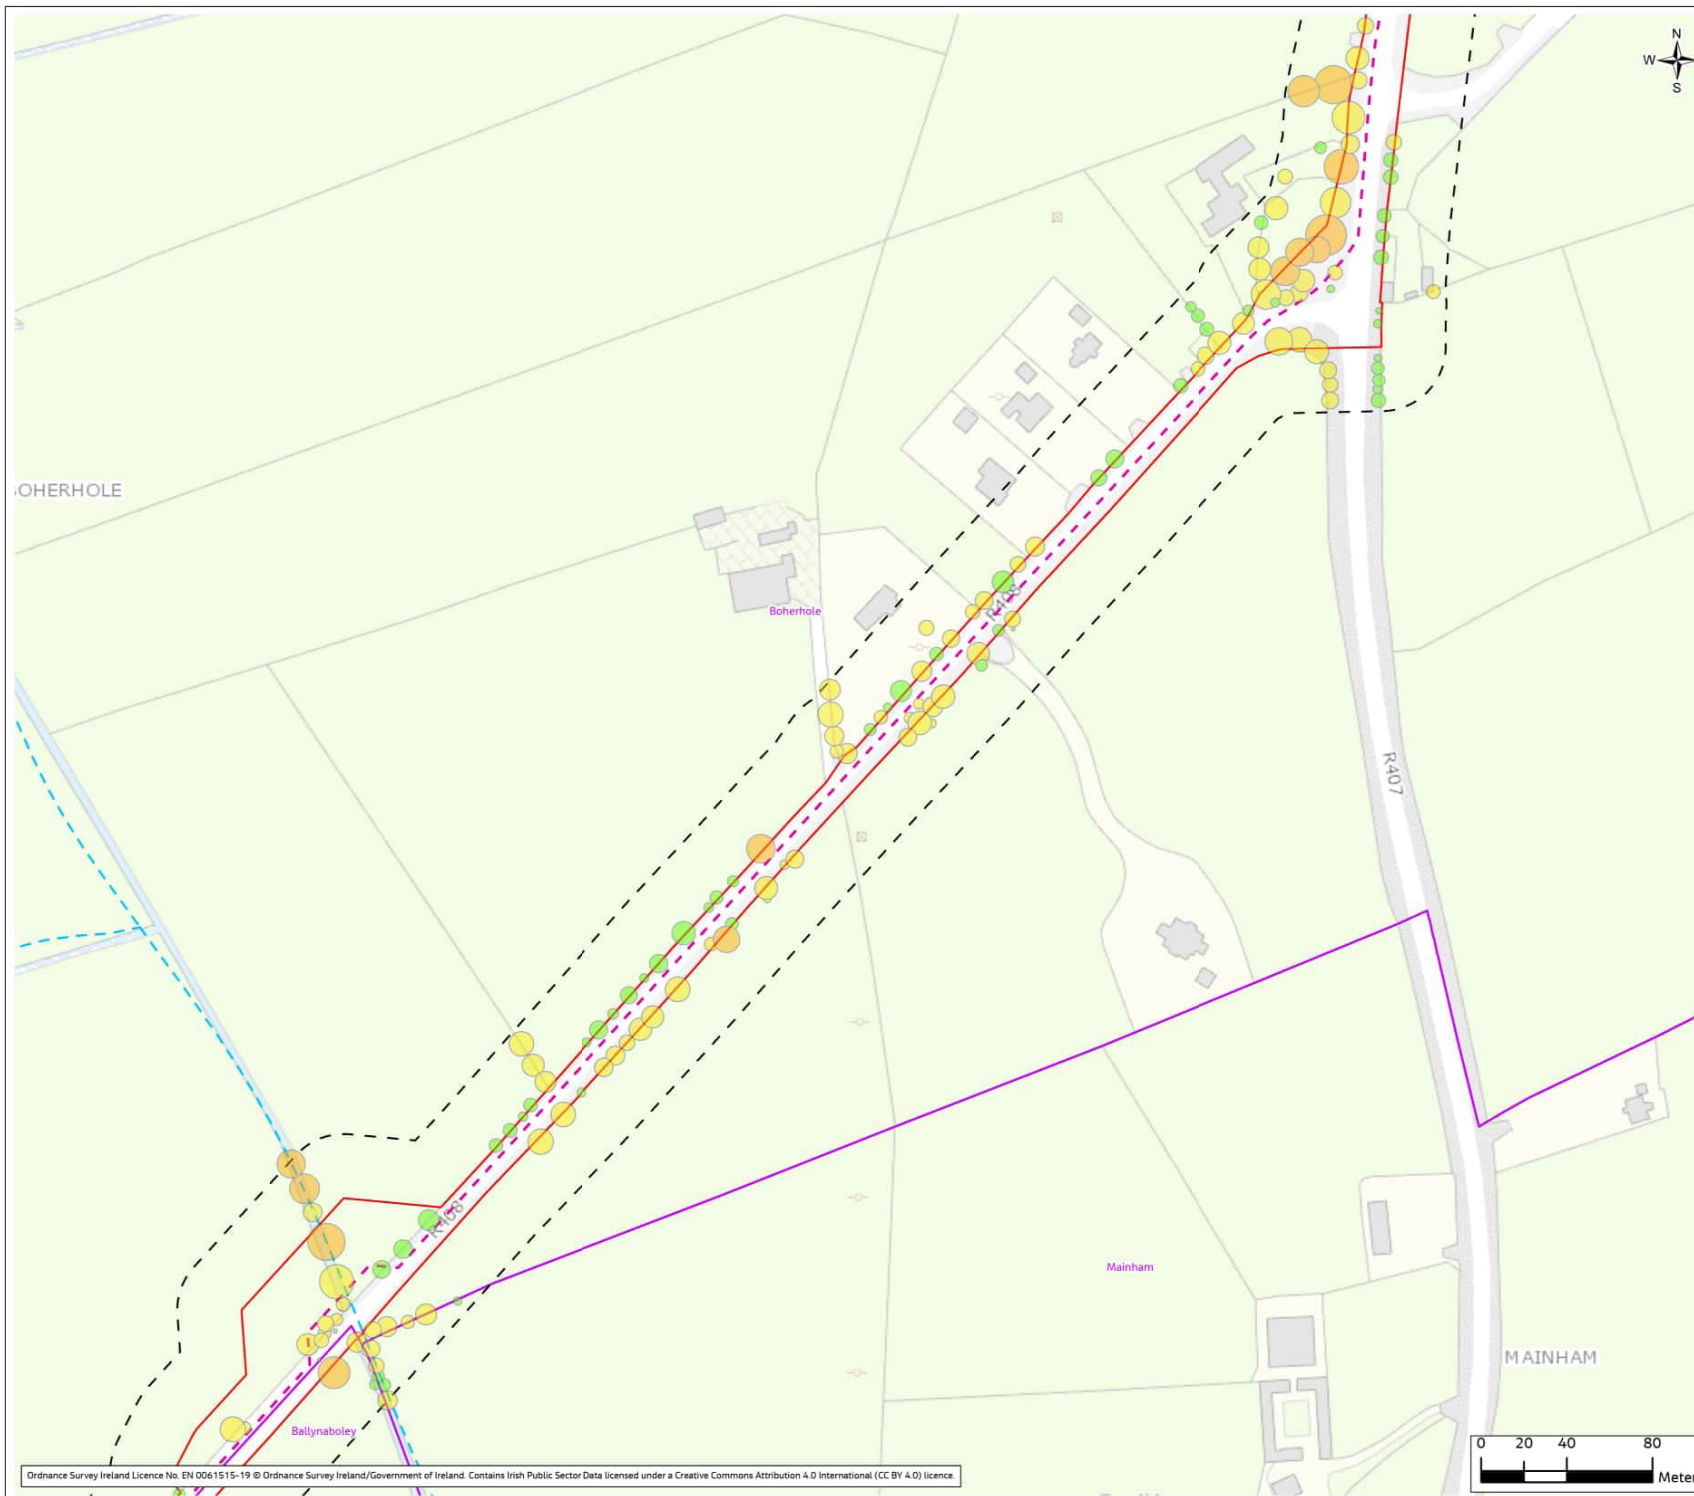 N
W
S
BOHERHOLE
Boherhole
R408
R407
R408
Mainham
MAINHAM
Ballynaboley
0 20 40 80
Meter
Ordnance Survey Ireland Licence No. EN 0061515-19 © Ordnance Survey Ireland/Government of Ireland. Contains Irish Public Sector Data licensed under a Creative Commons Attribution 4.0 International (CC BY 4.0) licence.